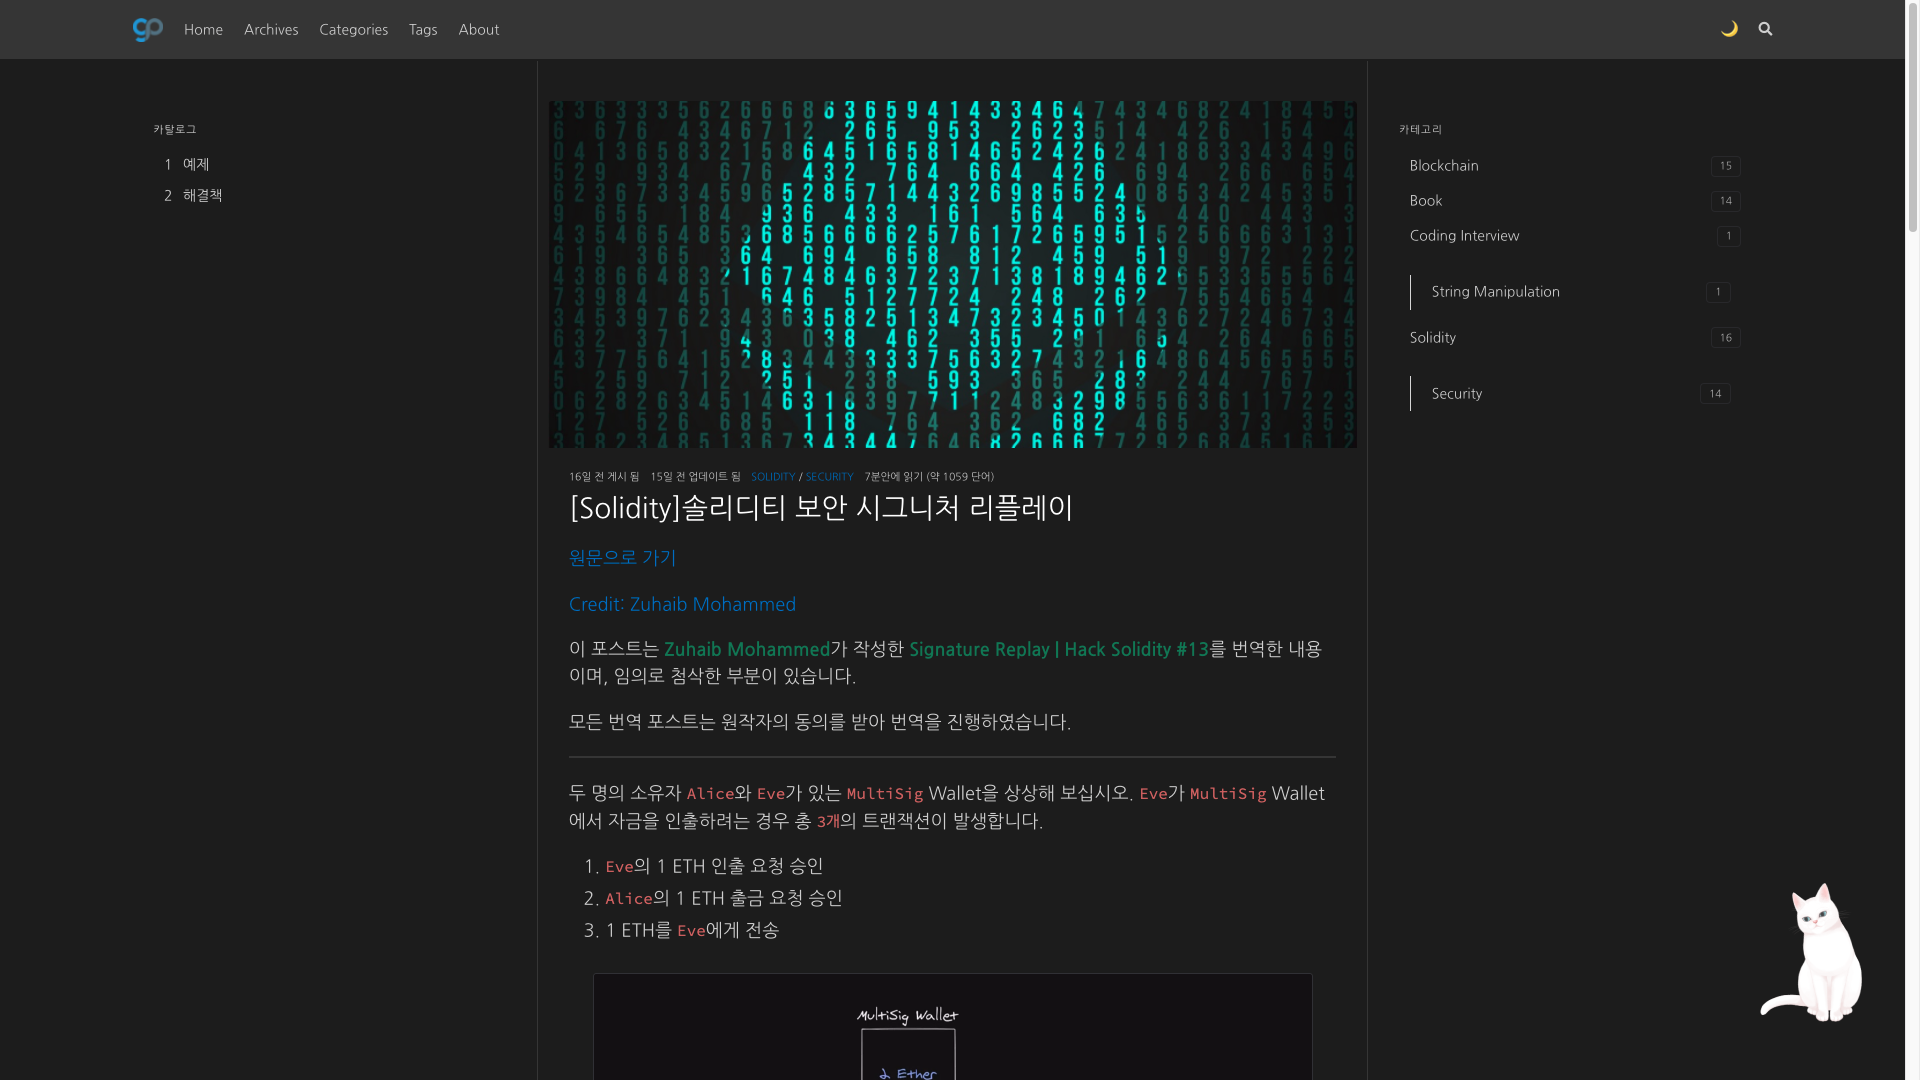 Home Archives Categories Tags About
카탈로그
1 예제
2 해결책
카테고리
Blockchain 15
Book 14
Coding Interview 1
String Manipulation 1
Solidity 16
Security 14
16일 전 게시 됨 15일 전 업데이트 됨 SOLIDITY / SECURITY 7분안에 읽기 (약 1059 단어)
[Solidity]솔리디티 보안 시그니처 리플레이
원문으로 가기
Credit: Zuhaib Mohammed
이 포스트는 Zuhaib Mohammed가 작성한 Signature Replay | Hack Solidity #13를 번역한 내용
이며, 임의로 첨삭한 부분이 있습니다.
모든 번역 포스트는 원작자의 동의를 받아 번역을 진행하였습니다.
두 명의 소유자 Alice와 Eve가 있는 MultiSig Wallet을 상상해 보십시오. Eve가 MultiSig Wallet
에서 자금을 인출하려는 경우 총 3개의 트랜잭션이 발생합니다.
1. Eve의 1 ETH 인출 요청 승인
2. Alice의 1 ETH 출금 요청 승인
3. 1 ETH를 Eve에게 전송
MultiSig Wallet
2 Ether